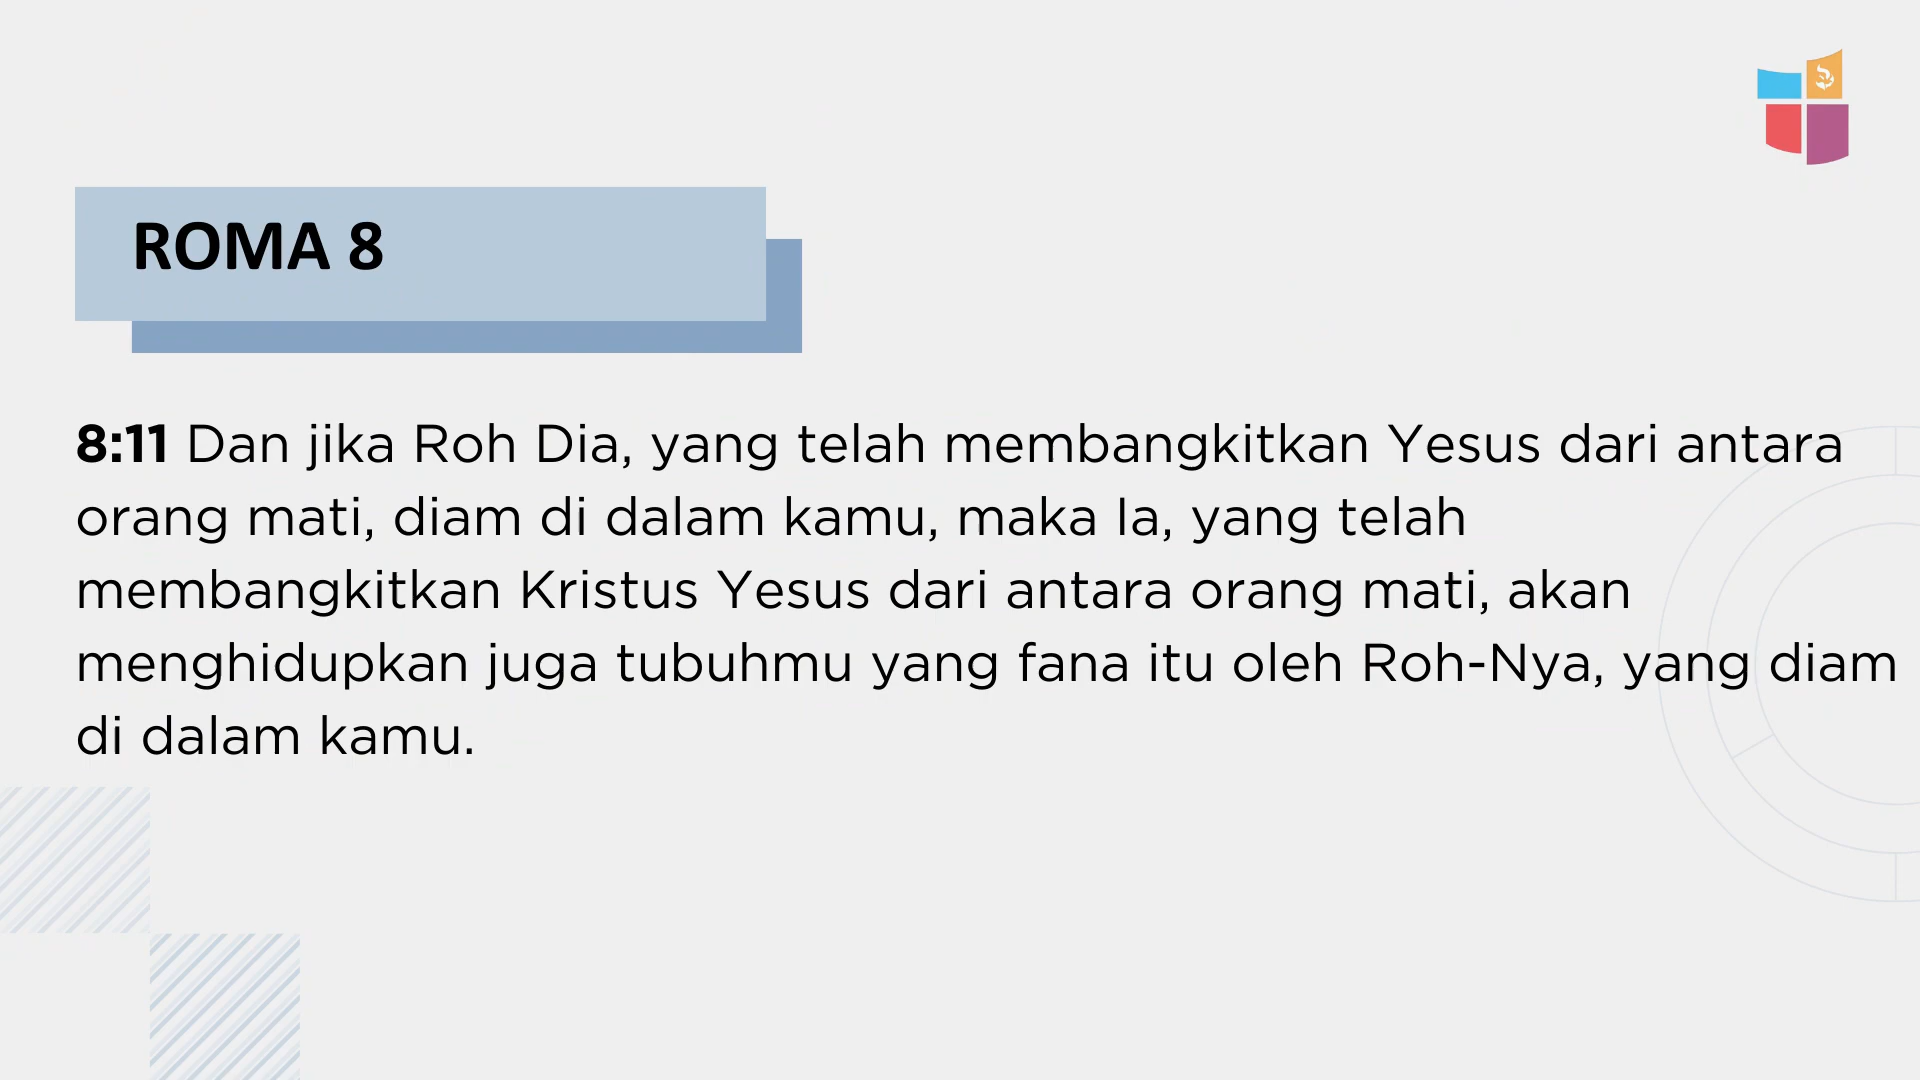 ROMA 8
8:11 Dan jika Roh Dia, yang telah membangkitkan Yesus dari antara
orang mati, diam di dalam kamu, maka Ia, yang telah
membangkitkan Kristus Yesus dari antara orang mati, akan
menghidupkan juga tubuhmu yang fana itu oleh Roh-Nya, yang diam
di dalam kamu.